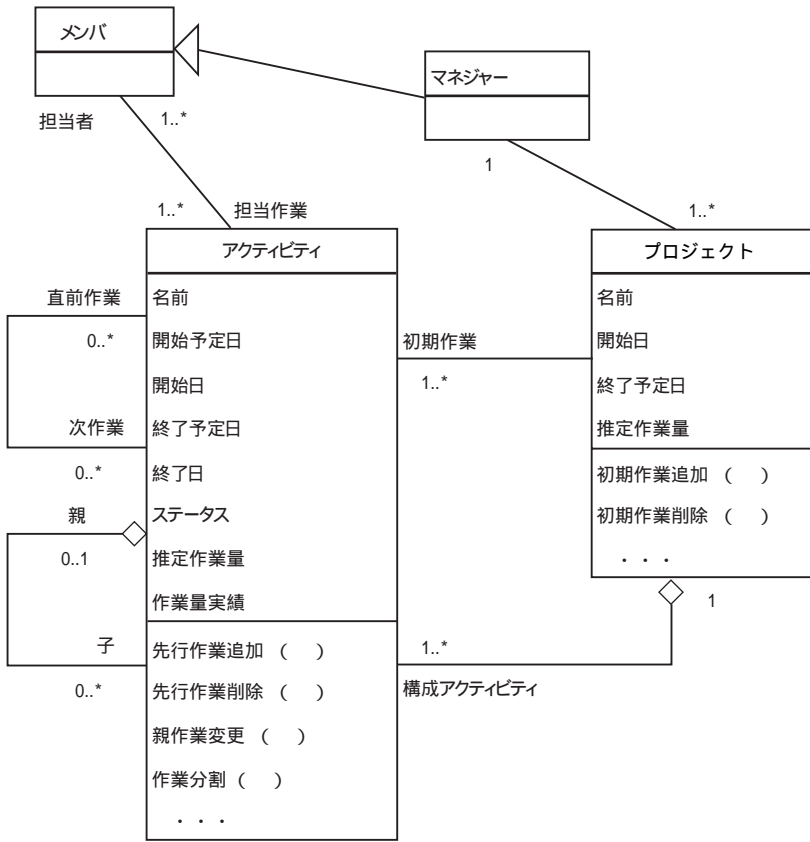 メンバ
マネジャー
担当者
1..*
1
1..*
担当作業
1..*
アクティビティ
プロジェクト
直前作業
名前
名前
0..*
開始予定日
初期作業
開始日
開始日
1..*
終了予定日
次作業
終了予定日
推定作業量
0..*
終了日
初期作業追加 ( )
親
ステータス
初期作業削除 ( )
0..1
推定作業量
・・・
作業量実績
1
子
先行作業追加 ( )
1..*
0..*
先行作業削除 ( )
構成アクティビティ
親作業変更 ( )
作業分割 ( )
・・・